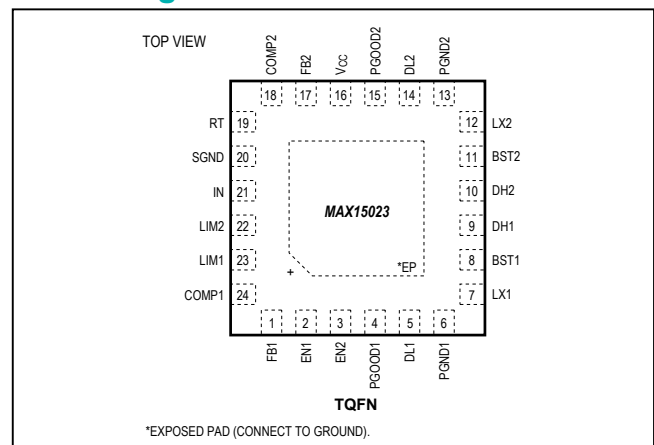 g
TOP VIEW
COMP2
FB2
VCC
PGOOD2
DL2
PGND2
18 17 16 15 14 13
RT 19
SGND 20
IN 21
LIM2 22
LIM1 23
COMP1 24
MAX15023
+
*EP
12 LX2
11 BST2
10 DH2
9 DH1
8 BST1
7 LX1
1 2 3 4 5 6
FB1
EN1
EN2
PGOOD1
DL1
PGND1
TQFN
*EXPOSED PAD (CONNECT TO GROUND).